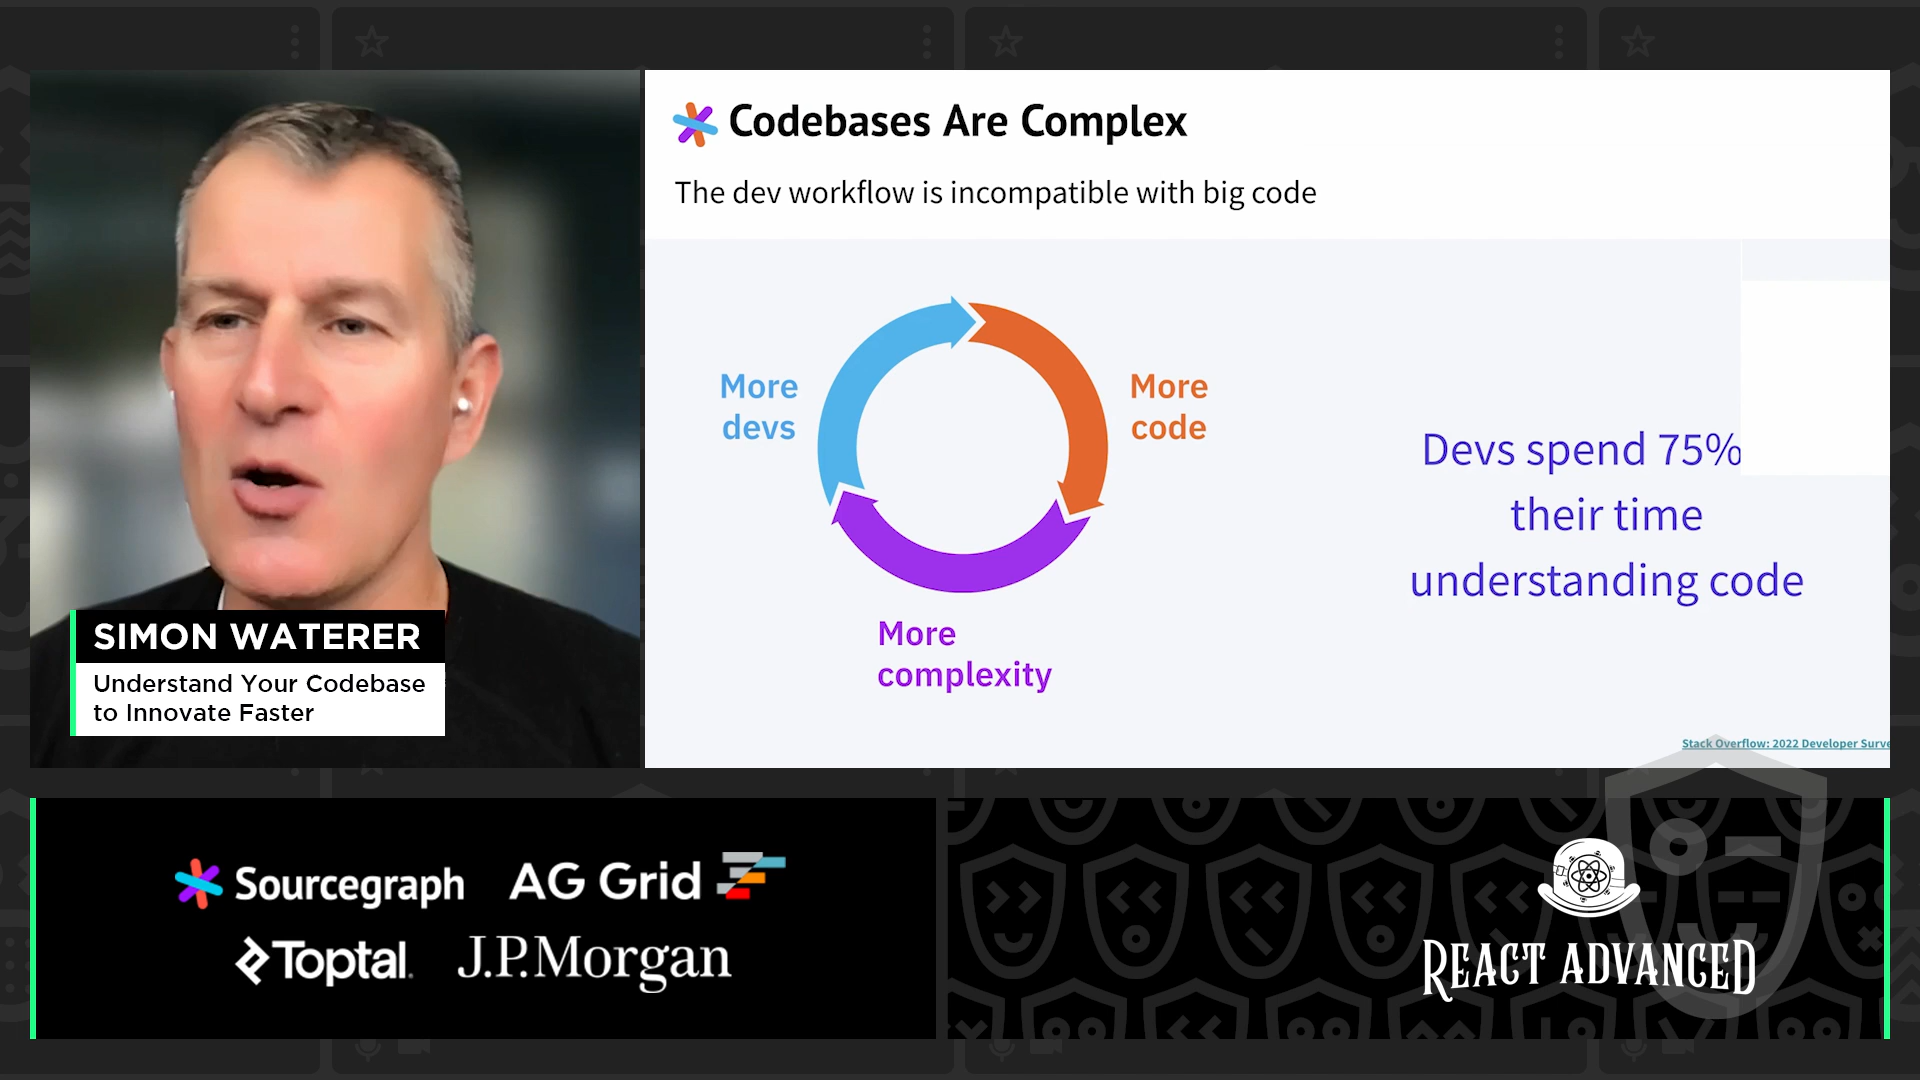 Codebases Are Complex
The dev workflow is incompatible with big code
More
devs
More
code
More
complexity
Devs spend 75%
their time
understanding code
Stack Overflow: 2022 Developer Surve
SIMON WATERER
Understand Your Codebase
to Innovate Faster
Sourcegraph
AG Grid
Toptal
J.P.Morgan
REACT ADVANCED